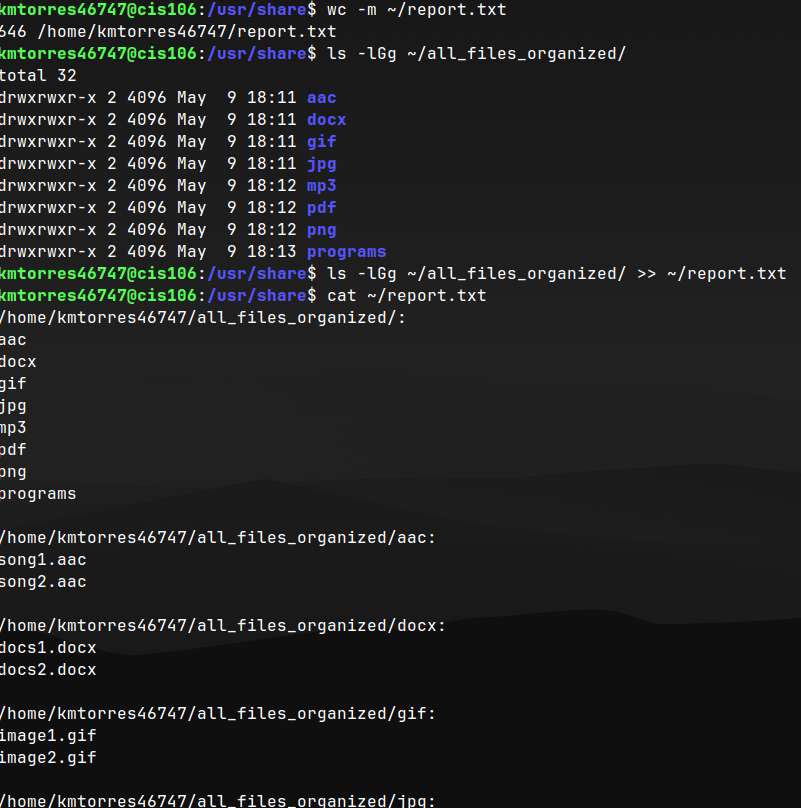 kmtorres46747@cis106:/usr/share$ wc -m ~/report.txt
646 /home/kmtorres46747/report.txt
kmtorres46747@cis106:/usr/share$ ls -lGg ~/all_files_organized/
total 32
drwxrwxr-x 2 4096 May  9 18:11 aac
drwxrwxr-x 2 4096 May  9 18:11 docx
drwxrwxr-x 2 4096 May  9 18:11 gif
drwxrwxr-x 2 4096 May  9 18:11 jpg
drwxrwxr-x 2 4096 May  9 18:12 mp3
drwxrwxr-x 2 4096 May  9 18:12 pdf
drwxrwxr-x 2 4096 May  9 18:12 png
drwxrwxr-x 2 4096 May  9 18:13 programs
kmtorres46747@cis106:/usr/share$ ls -lGg ~/all_files_organized/ >> ~/report.txt
kmtorres46747@cis106:/usr/share$ cat ~/report.txt
/home/kmtorres46747/all_files_organized/:
aac
docx
gif
jpg
mp3
pdf
png
programs

/home/kmtorres46747/all_files_organized/aac:
song1.aac
song2.aac

/home/kmtorres46747/all_files_organized/docx:
docs1.docx
docs2.docx

/home/kmtorres46747/all_files_organized/gif:
image1.gif
image2.gif

/home/kmtorres46747/all_files_organized/jpg: